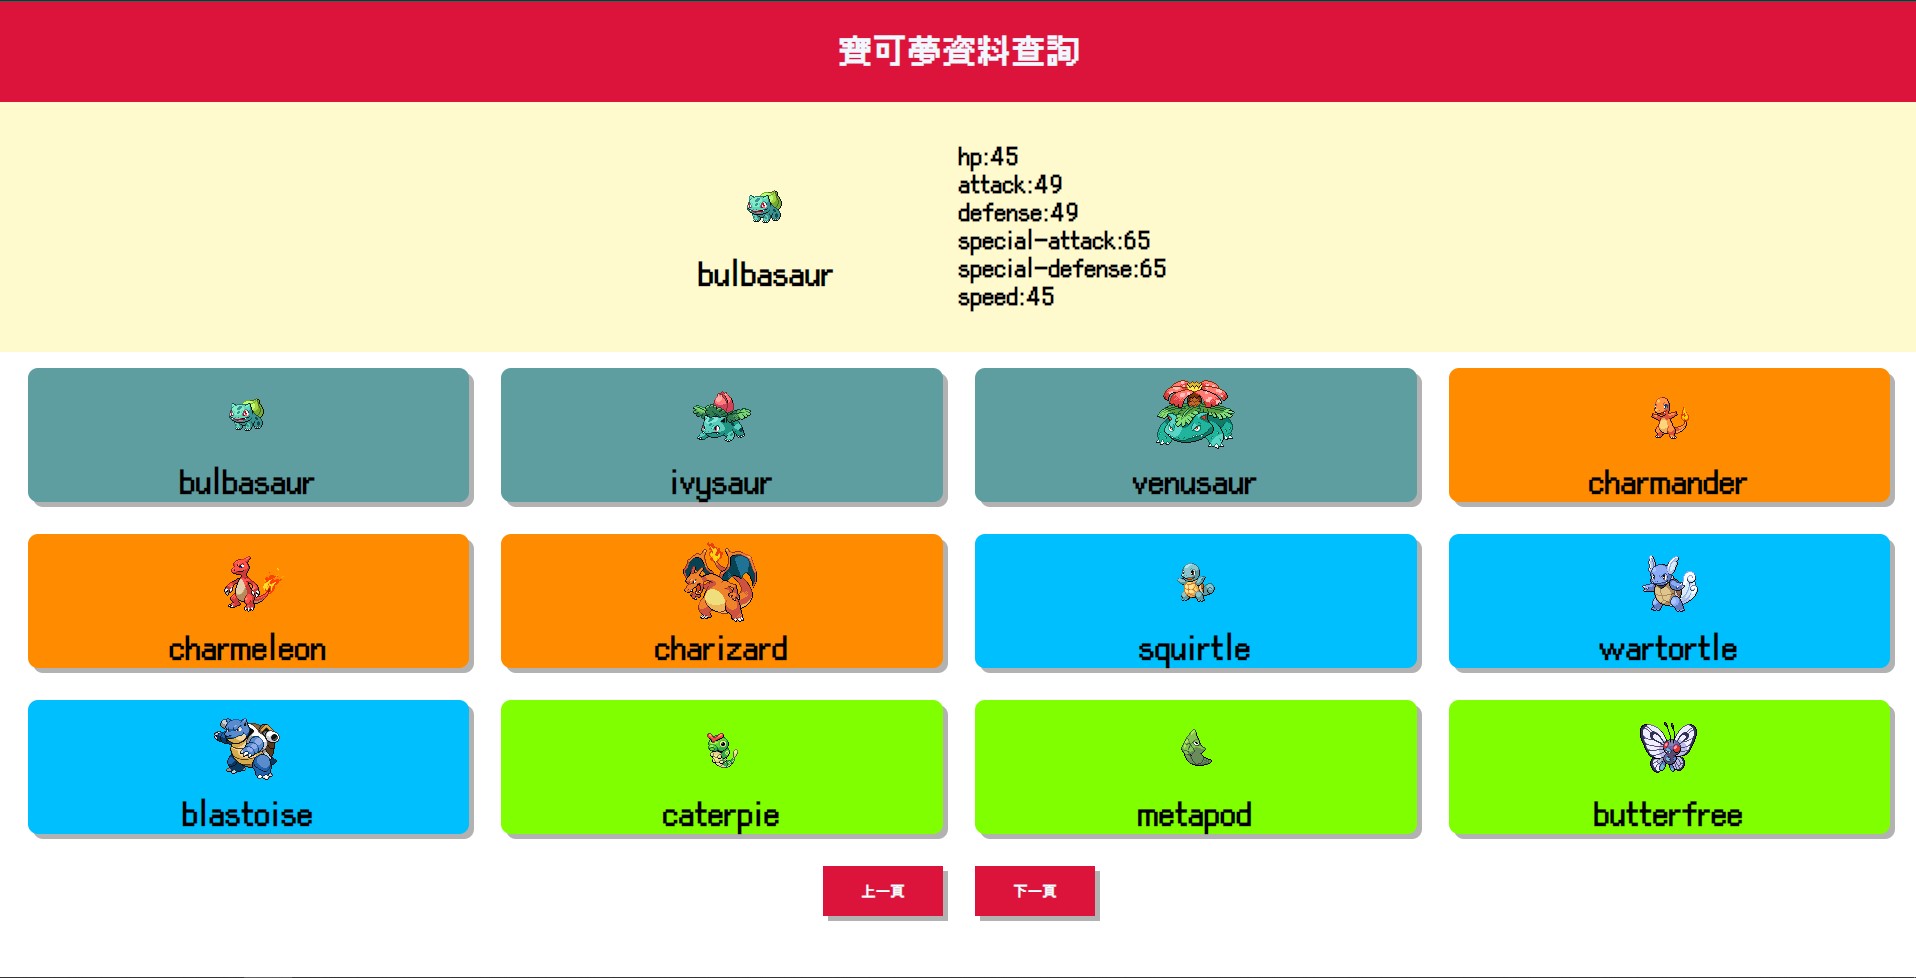 寶可夢資料查詢
hp:45
attack:49
defense:49
special-attack:65
special-defense:65
speed:45
bulbasaur
bulbasaur
ivysaur
venusaur
charmander
charmeleon
charizard
squirtle
wartortle
blastoise
caterpie
metapod
butterfree
上一頁
下一頁